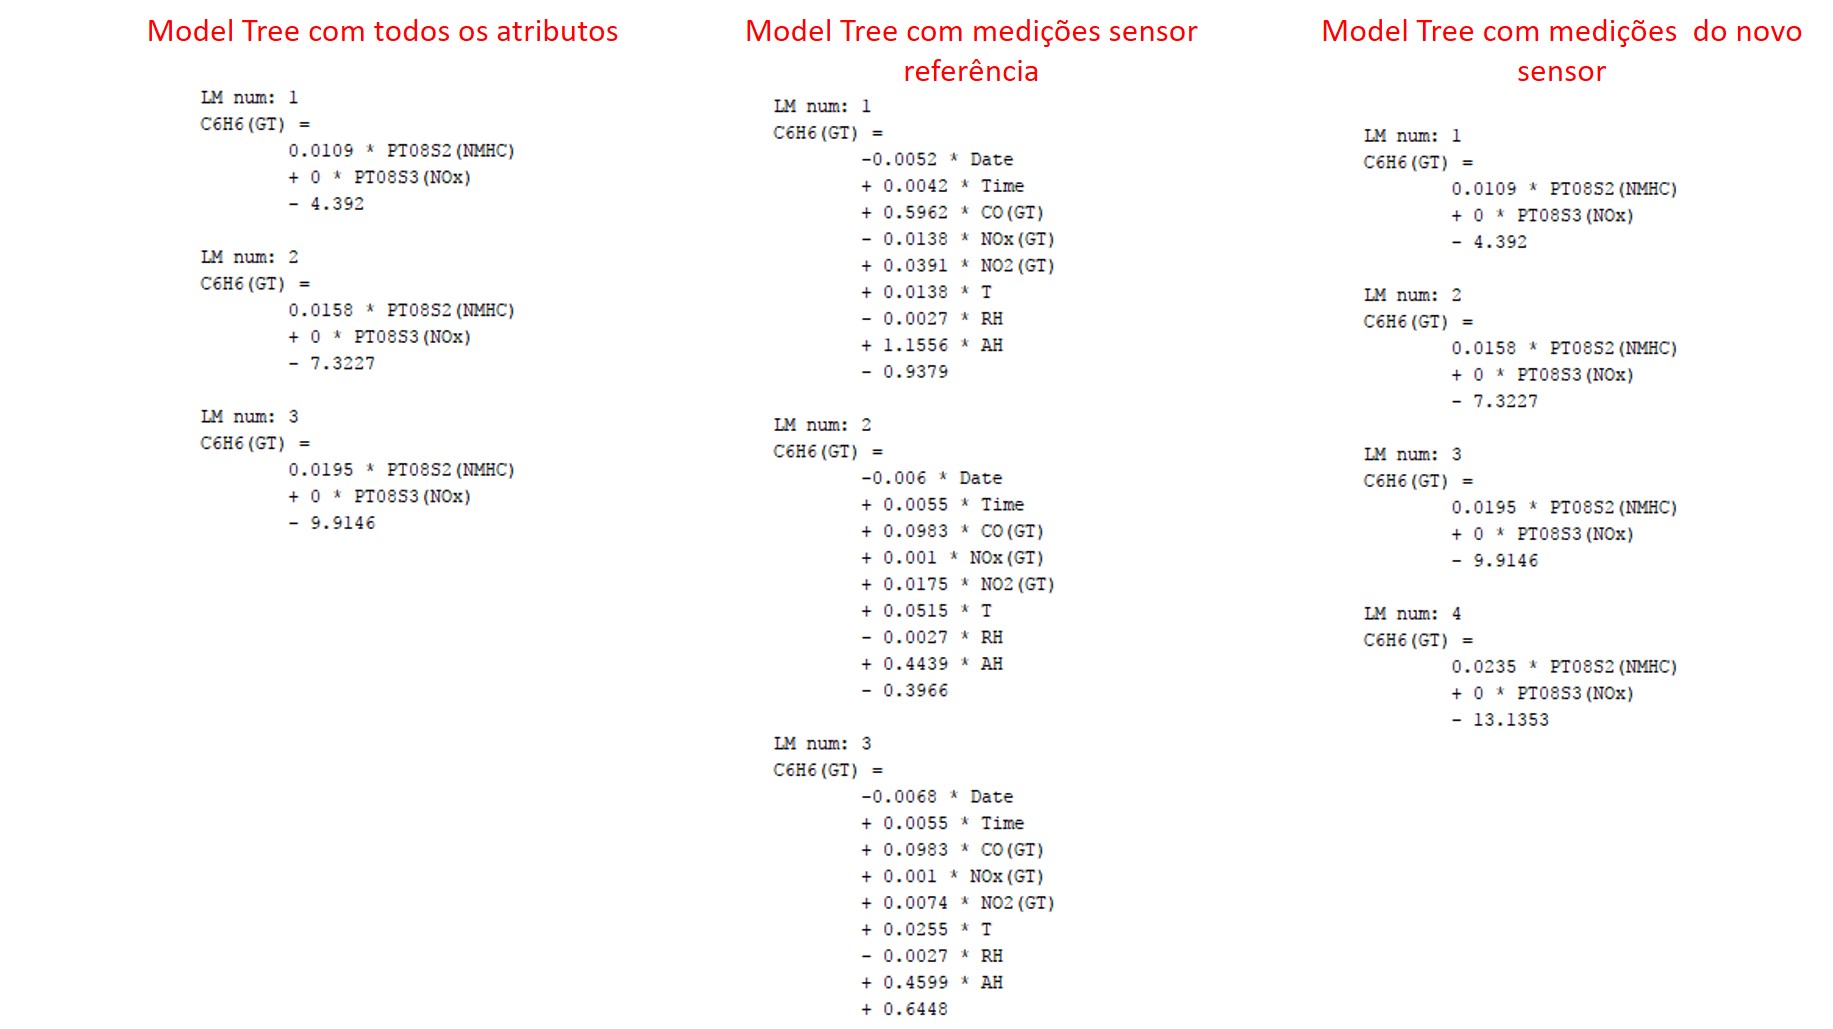 Model Tree com todos os atributos
LM num: 1
C6H6(GT) =
0.0109 * PT08S2(NMHC)
+ 0 * PT08S3(NOx)
- 4.392
LM num: 2
C6H6(GT) =
0.0158 * PT08S2(NMHC)
+ 0 * PT08S3(NOx)
- 7.3227
LM num: 3
C6H6(GT) =
0.0195 * PT08S2(NMHC)
+ 0 * PT08S3(NOx)
- 9.9146
Model Tree com medições sensor
referência
LM num: 1
C6H6(GT) =
-0.0052 * Date
+ 0.0042 * Time
+ 0.5962 * CO(GT)
- 0.0138 * NOx(GT)
+ 0.0391 * NO2(GT)
+ 0.0138 * T
- 0.0027 * RH
+ 1.1556 * AH
- 0.9379
LM num: 2
C6H6(GT) =
-0.006 * Date
+ 0.0055 * Time
+ 0.0983 * CO(GT)
+ 0.001 * NOx(GT)
+ 0.0175 * NO2(GT)
+ 0.0515 * T
- 0.0027 * RH
+ 0.4439 * AH
- 0.3966
LM num: 3
C6H6(GT) =
-0.0068 * Date
+ 0.0055 * Time
+ 0.0983 * CO(GT)
+ 0.001 * NOx(GT)
+ 0.0074 * NO2(GT)
+ 0.0255 * T
- 0.0027 * RH
+ 0.4599 * AH
+ 0.6448
Model Tree com medições  do novo
sensor
LM num: 1
C6H6(GT) =
0.0109 * PT08S2(NMHC)
+ 0 * PT08S3(NOx)
- 4.392
LM num: 2
C6H6(GT) =
0.0158 * PT08S2(NMHC)
+ 0 * PT08S3(NOx)
- 7.3227
LM num: 3
C6H6(GT) =
0.0195 * PT08S2(NMHC)
+ 0 * PT08S3(NOx)
- 9.9146
LM num: 4
C6H6(GT) =
0.0235 * PT08S2(NMHC)
+ 0 * PT08S3(NOx)
- 13.1353